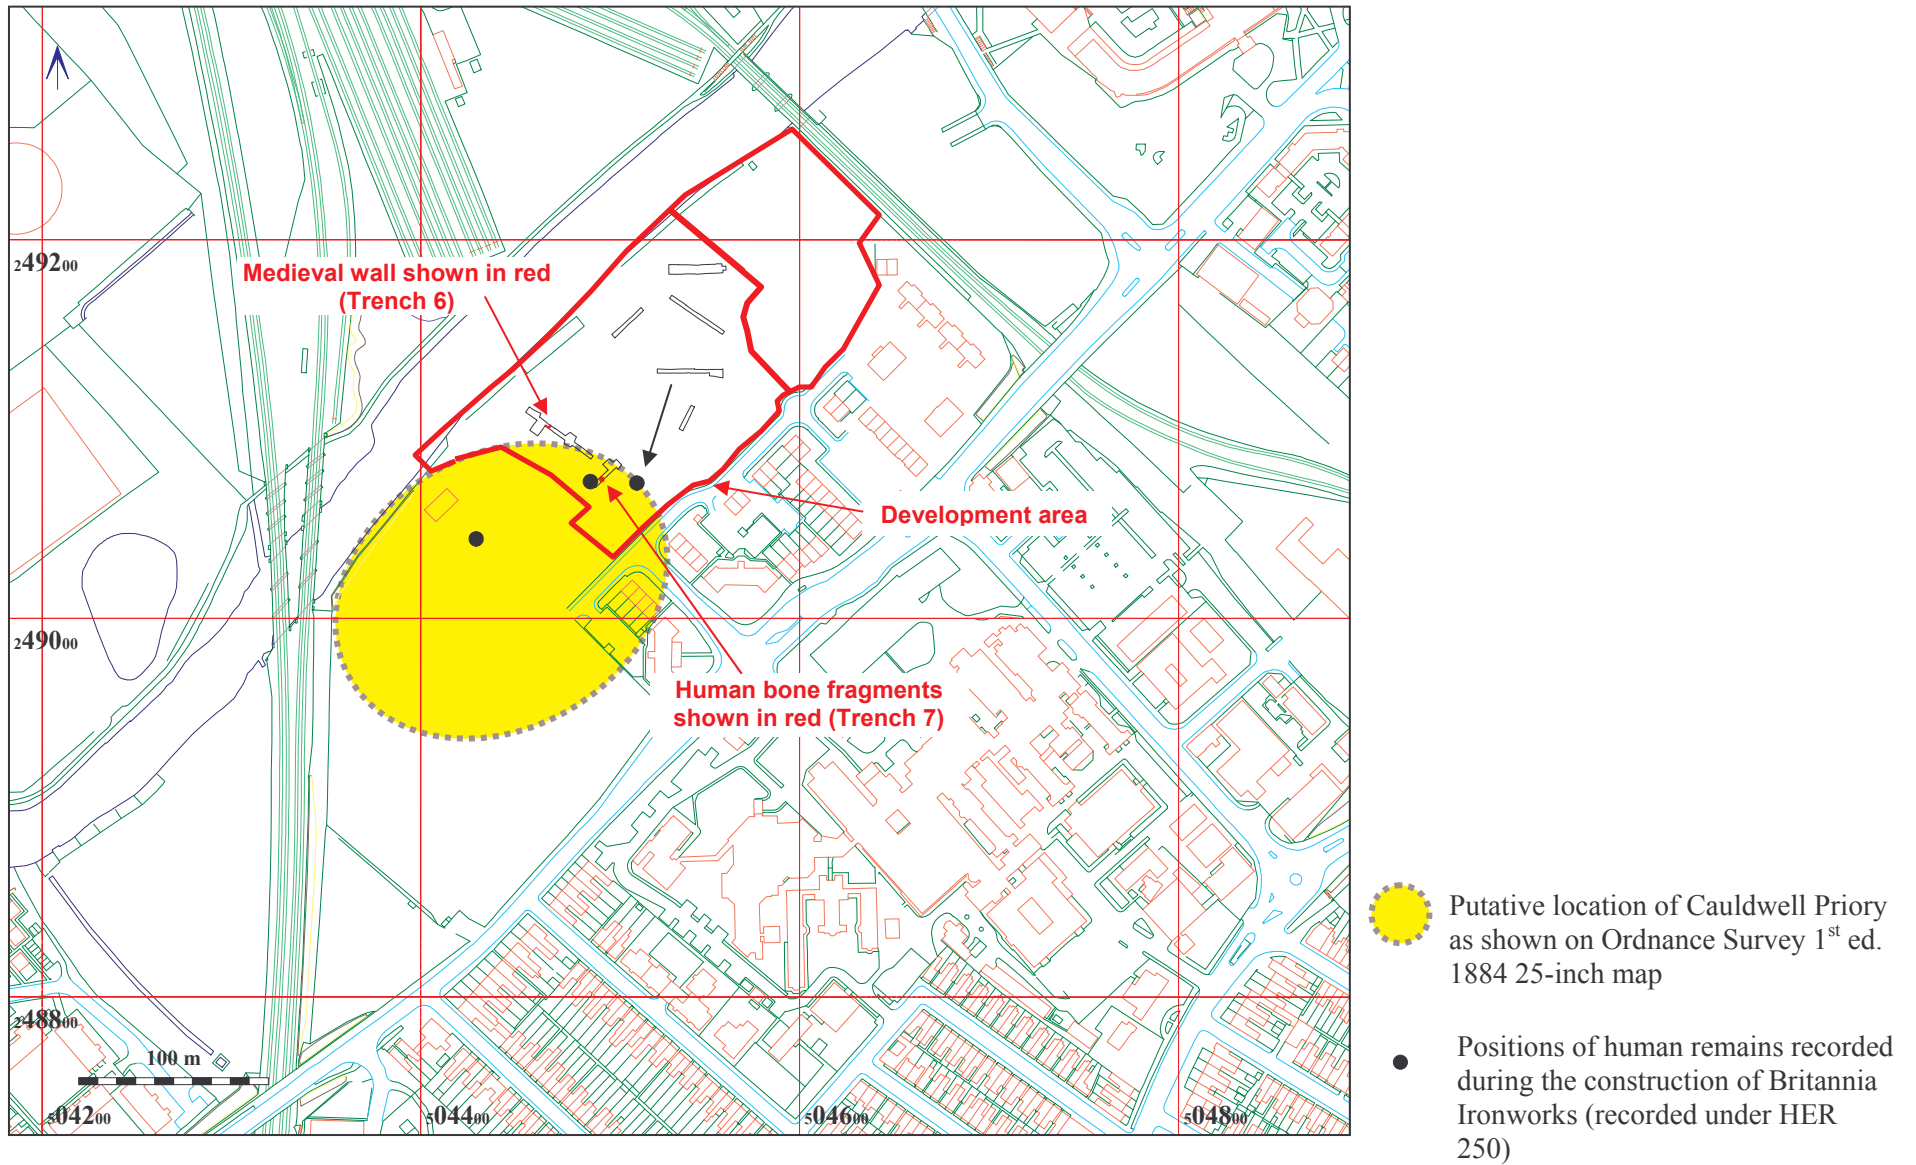 249200
Medieval wall shown in red
(Trench 6)
Development area
249000
Human bone fragments
shown in red (Trench 7)
248800
100 m
504200
504400
504600
504800
Putative location of Cauldwell Priory
as shown on Ordnance Survey 1st ed.
1884 25-inch map
Positions of human remains recorded
during the construction of Britannia
Ironworks (recorded under HER
250)